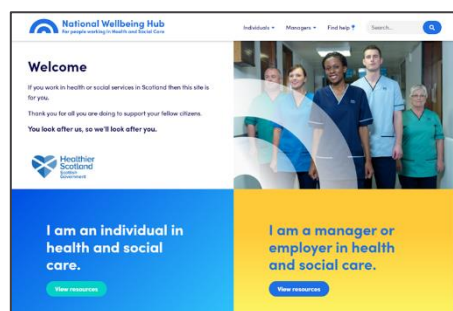 National Wellbeing Hub
For people working in Health and Social Care
Individuals
Managers
Find help
Search...
Welcome
If you work in health or social services in Scotland then this site is
for you.
Thank you for all you are doing to support your fellow citizens.
You look after us, so we'll look after you.
Healthier
Scotland
Scottish
Government
I am an individual in
health and social
care.
View resources
I am a manager or
employer in health
and social care.
View resources